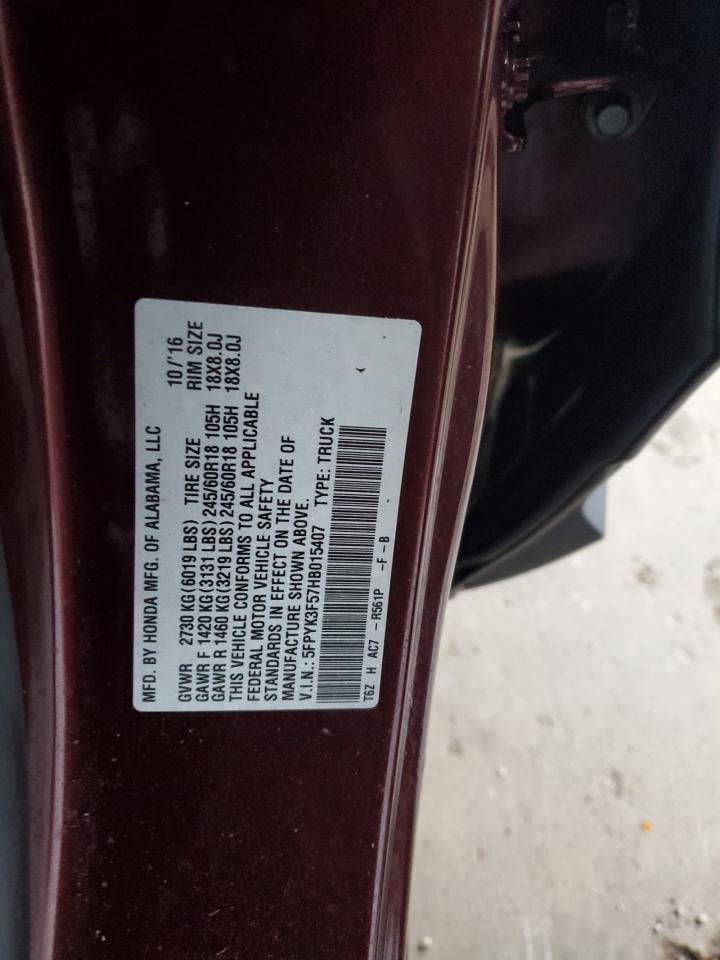 MFD. BY HONDA MFG. OF ALABAMA, LLC 10/'16
GVWR 2730 KG(6019 LBS) TIRE SIZE RIM SIZE
GAWR F 1420 KG(3131 LBS)245/60R18 105H 18X8.0J
GAWR R 1460 KG(3219 LBS)245/60R18 105H 18X8.0J
THIS VEHICLE CONFORMS TO ALL APPLICABLE
FEDERAL MOTOR VEHICLE SAFETY
STANDARDS IN EFFECT ON THE DATE OF
MANUFACTURE SHOWN ABOVE.
V.I.N.: 5FPYK3F57HB015407 TYPE: TRUCK
T6Z H AC7 -R561P -F-B